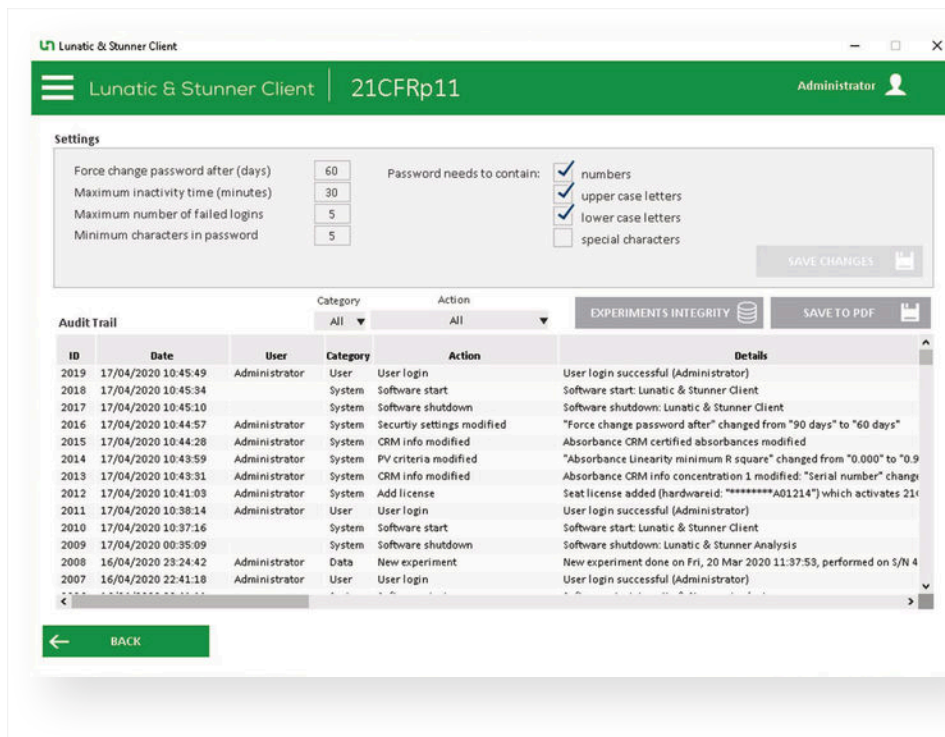 Lunatic & Stunner Client
Lunatic & Stunner Client 21CFRp11 Administrator
Settings
Force change password after (days) 60 Password needs to contain: numbers
Maximum inactivity time (minutes) 30 upper case letters
Maximum number of failed logins 5 lower case letters
Minimum characters in password 5 special characters
SAVE CHANGES
Category Action
Audit Trail All All EXPERIMENTS INTEGRITY SAVE TO PDF
ID Date User Category Action Details
2019 17/04/2020 10:45:49 Administrator User User login User login successful (Administrator)
2018 17/04/2020 10:45:34 System Software start Software start: Lunatic & Stunner Client
2017 17/04/2020 10:45:10 System Software shutdown Software shutdown: Lunatic & Stunner Client
2016 17/04/2020 10:44:57 Administrator System Securtiy settings modified "Force change password after" changed from "90 days" to "60 days"
2015 17/04/2020 10:44:28 Administrator System CRM info modified Absorbance CRM certified absorbances modified
2014 17/04/2020 10:43:59 Administrator System PV criteria modified "Absorbance Linearity minimum R square" changed from "0.000" to "0.9
2013 17/04/2020 10:43:31 Administrator System CRM info modified Absorbance CRM info concentration 1 modified: "Serial number" change
2012 17/04/2020 10:41:03 Administrator System Add license Seat license added (hardwareid: "********A01214") which activates 21
2011 17/04/2020 10:38:14 Administrator User User login User login successful (Administrator)
2010 17/04/2020 10:37:16 System Software start Software start: Lunatic & Stunner Client
2009 17/04/2020 00:35:09 System Software shutdown Software shutdown: Lunatic & Stunner Analysis
2008 16/04/2020 23:24:42 Administrator Data New experiment New experiment done on Fri, 20 Mar 2020 11:37:53, performed on S/N 4
2007 16/04/2020 22:41:18 Administrator User User login User login successful (Administrator)
BACK